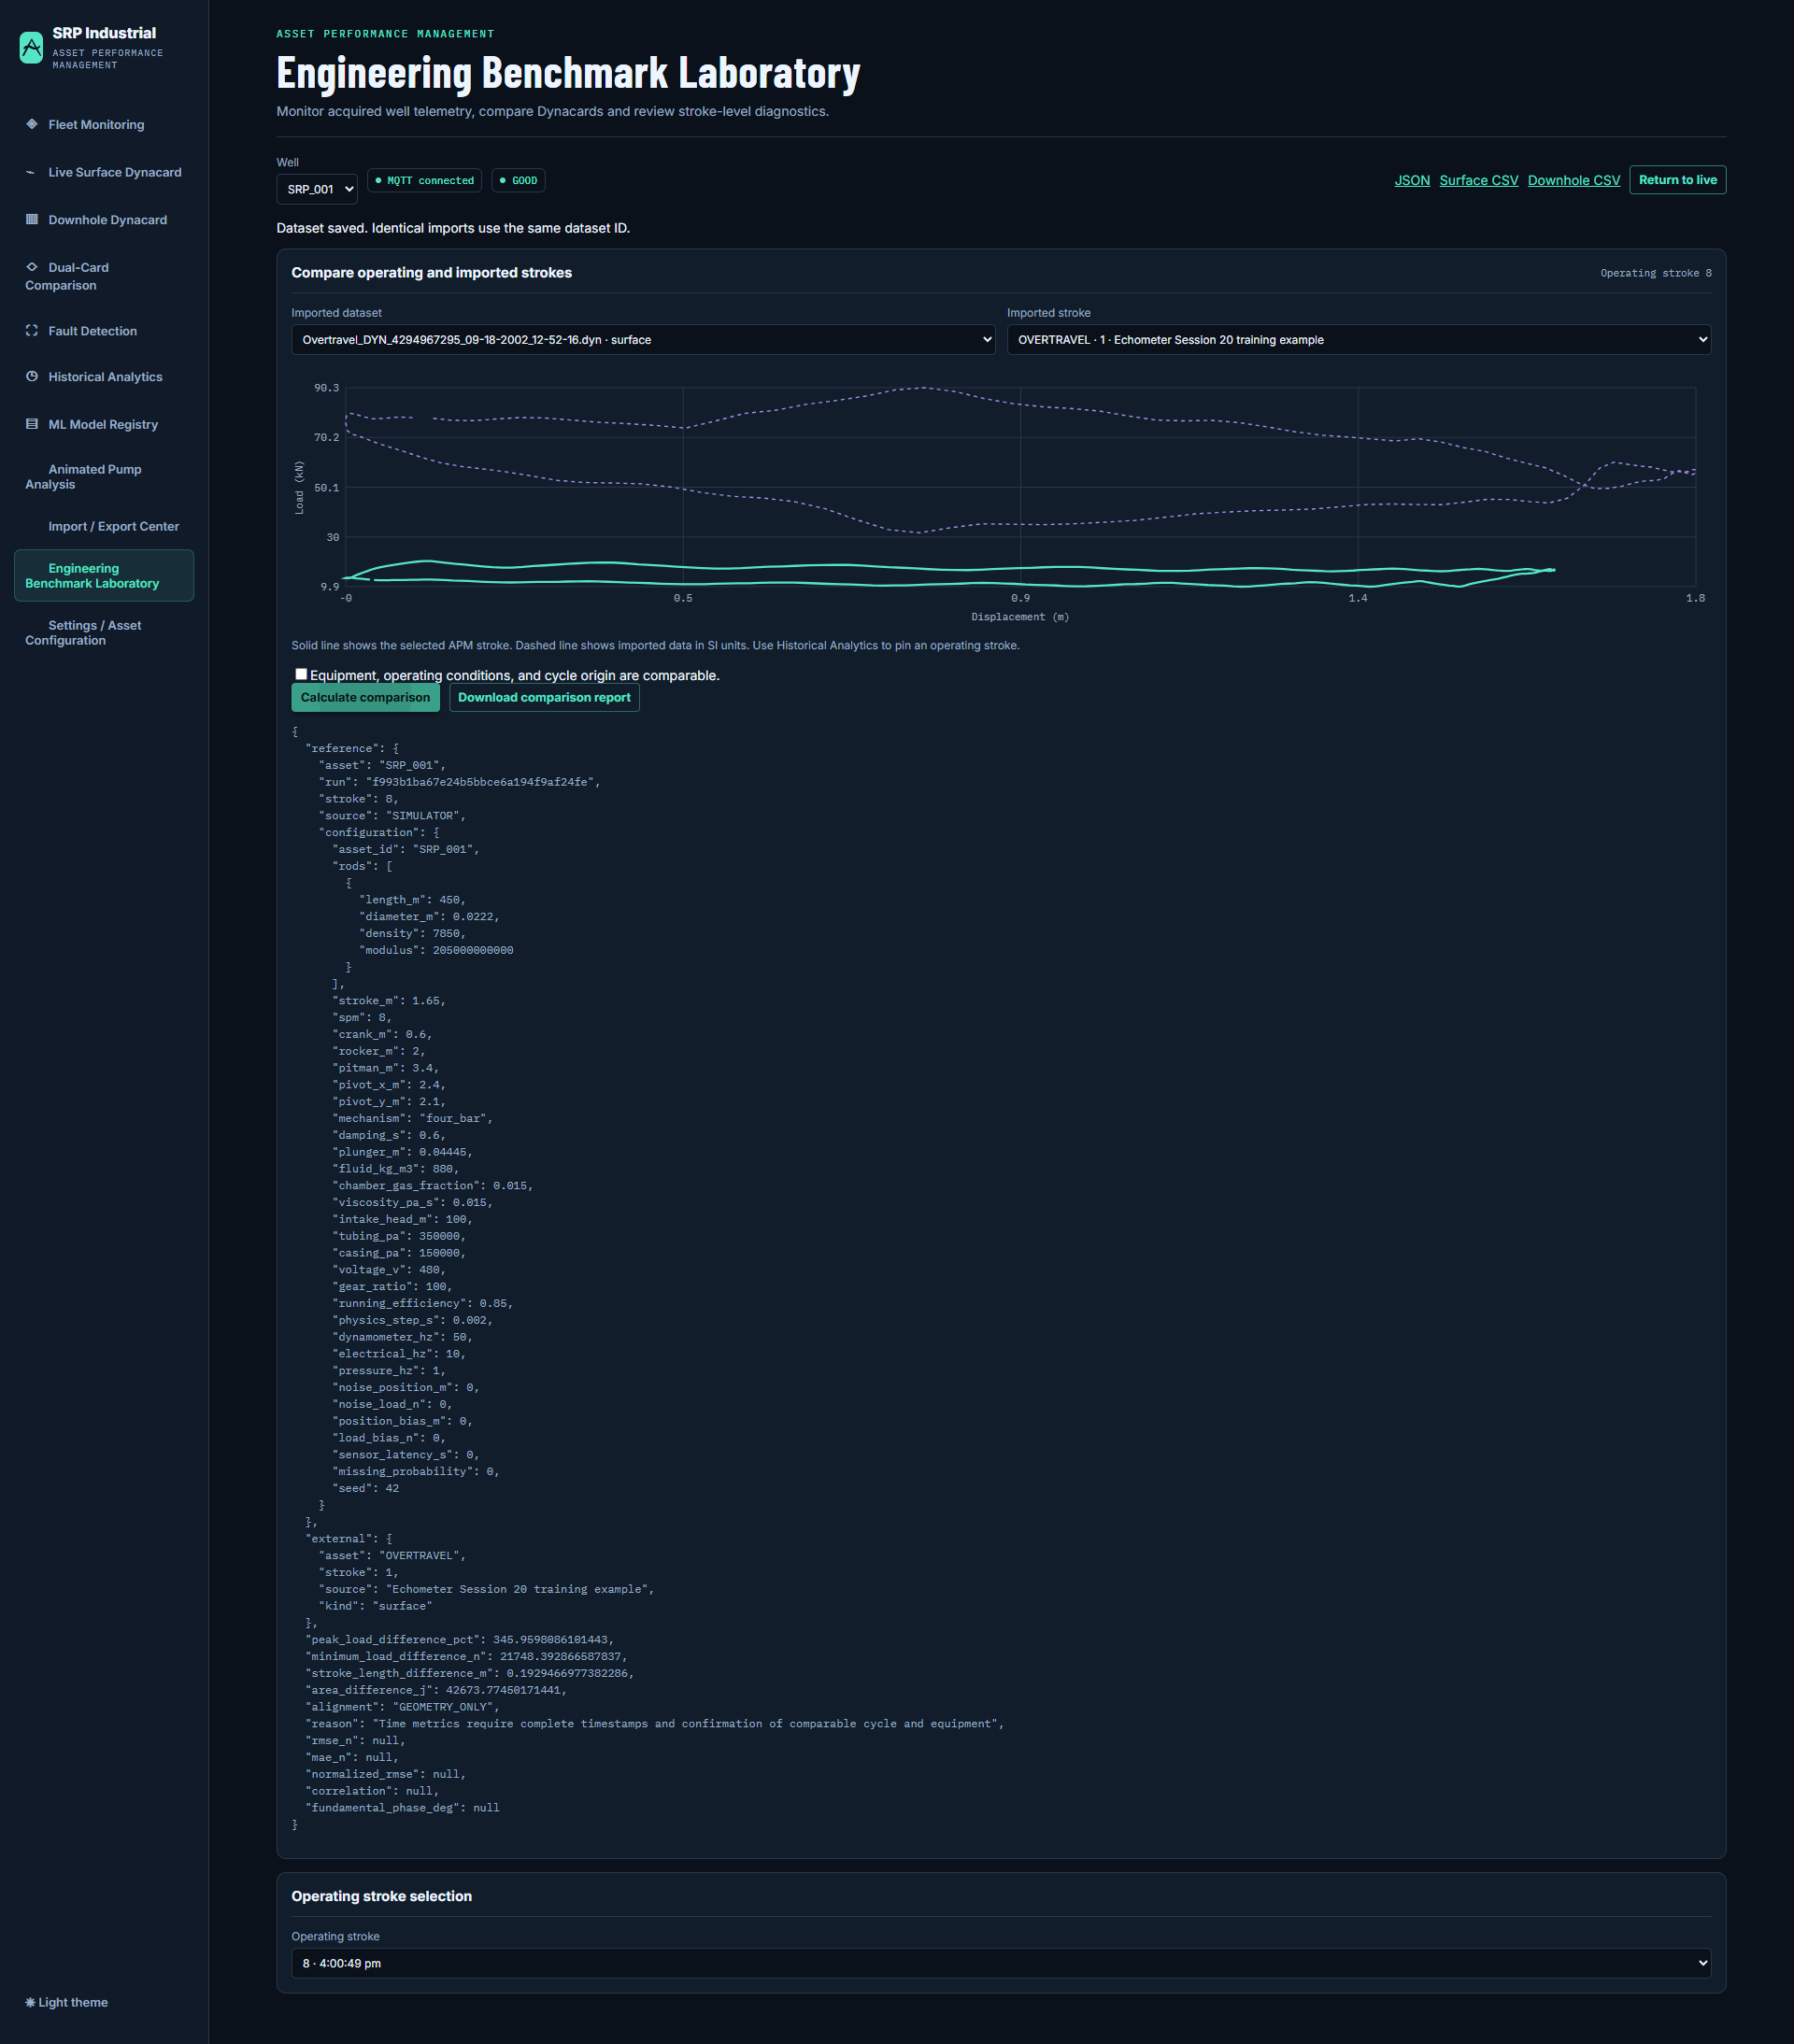 SRP Industrial
ASSET PERFORMANCE
MANAGEMENT
Fleet Monitoring
Live Surface Dynacard
Downhole Dynacard
Dual-Card
Comparison
Fault Detection
Historical Analytics
ML Model Registry
Animated Pump
Analysis
Import / Export Center
Engineering
Benchmark Laboratory
Settings / Asset
Configuration
Light theme
ASSET PERFORMANCE MANAGEMENT
Engineering Benchmark Laboratory
Monitor acquired well telemetry, compare Dynacards and review stroke-level diagnostics.
Well
SRP_001
MQTT connected
GOOD
JSON Surface CSV Downhole CSV Return to live
Dataset saved. Identical imports use the same dataset ID.
Compare operating and imported strokes
Operating stroke 8
Imported dataset
Overtravel_DYN_4294967295_09-18-2002_12-52-16.dyn · surface
Imported stroke
OVERTRAVEL · 1 · Echometer Session 20 training example
90.3
70.2
50.1
30
9.9
Load (kN)
-0 0.5 0.9 1.4 1.8
Displacement (m)
Solid line shows the selected APM stroke. Dashed line shows imported data in SI units. Use Historical Analytics to pin an operating stroke.
Equipment, operating conditions, and cycle origin are comparable.
Calculate comparison Download comparison report
{
"reference": {
"asset": "SRP_001",
"run": "f993b1ba67e24b5bbce6a194f9af24fe",
"stroke": 8,
"source": "SIMULATOR",
"configuration": {
"asset_id": "SRP_001",
"rods": [
{
"length_m": 450,
"diameter_m": 0.0222,
"density": 7850,
"modulus": 205000000000
}
],
"stroke_m": 1.65,
"spm": 8,
"crank_m": 0.6,
"rocker_m": 2,
"pitman_m": 3.4,
"pivot_x_m": 2.4,
"pivot_y_m": 2.1,
"mechanism": "four_bar",
"damping_s": 0.6,
"plunger_m": 0.04445,
"fluid_kg_m3": 880,
"chamber_gas_fraction": 0.015,
"viscosity_pa_s": 0.015,
"intake_head_m": 100,
"tubing_pa": 350000,
"casing_pa": 150000,
"voltage_v": 480,
"gear_ratio": 100,
"running_efficiency": 0.85,
"physics_step_s": 0.002,
"dynamometer_hz": 50,
"electrical_hz": 10,
"pressure_hz": 1,
"noise_position_m": 0,
"noise_load_n": 0,
"position_bias_m": 0,
"load_bias_n": 0,
"sensor_latency_s": 0,
"missing_probability": 0,
"seed": 42
}
},
"external": {
"asset": "OVERTRAVEL",
"stroke": 1,
"source": "Echometer Session 20 training example",
"kind": "surface"
},
"peak_load_difference_pct": 345.9598086101443,
"minimum_load_difference_n": 21748.392866587837,
"stroke_length_difference_m": 0.1929466977382286,
"area_difference_j": 42673.77450171441,
"alignment": "GEOMETRY_ONLY",
"reason": "Time metrics require complete timestamps and confirmation of comparable cycle and equipment",
"rmse_n": null,
"mae_n": null,
"normalized_rmse": null,
"correlation": null,
"fundamental_phase_deg": null
}
Operating stroke selection
Operating stroke
8 · 4:00:49 pm